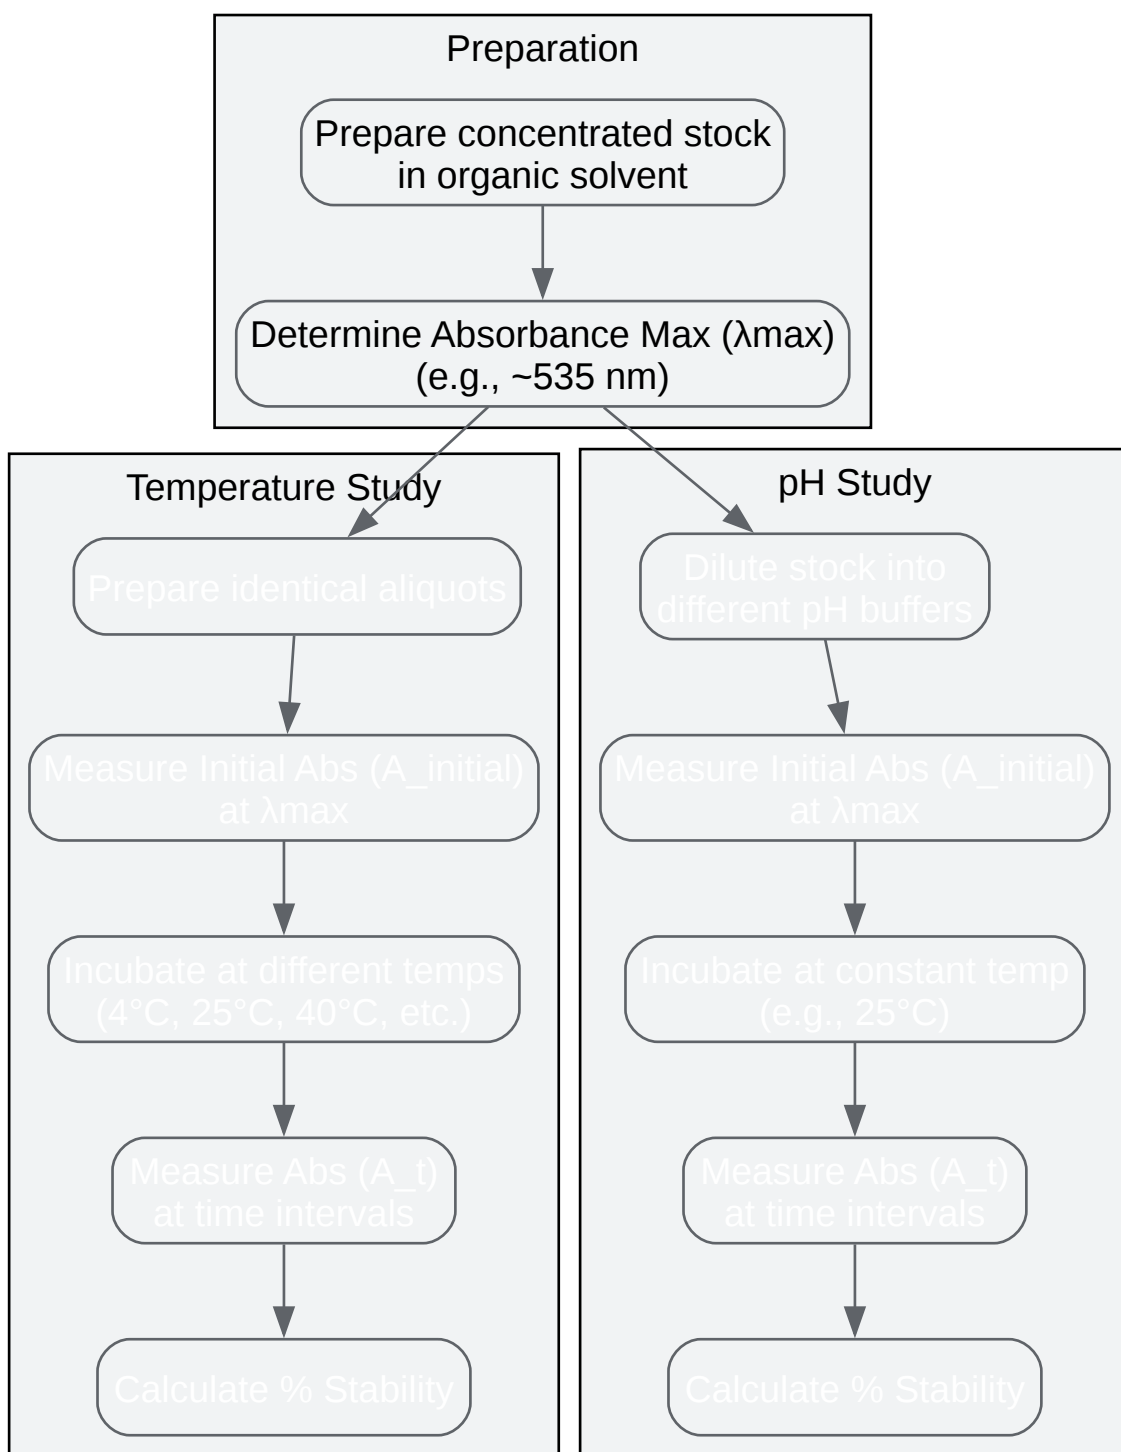 Preparation
Prepare concentrated stock
in organic solvent
Determine Absorbance Max (λmax)
(e.g., ~535 nm)
Temperature Study
Prepare identical aliquots
Measure Initial Abs (A_initial)
at λmax
Incubate at different temps
(4°C, 25°C, 40°C, etc.)
Measure Abs (A_t)
at time intervals
Calculate % Stability
pH Study
Dilute stock into
different pH buffers
Measure Initial Abs (A_initial)
at λmax
Incubate at constant temp
(e.g., 25°C)
Measure Abs (A_t)
at time intervals
Calculate % Stability